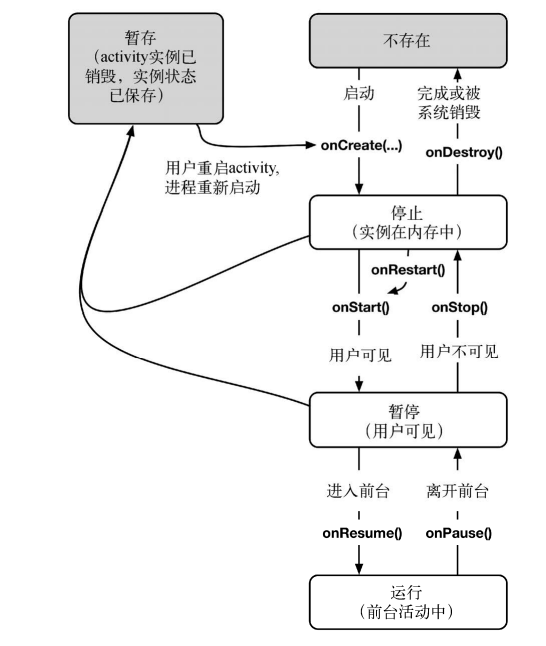 暂存
（activity实例已
销毁，实例状态
已保存）
不存在
启动
完成或被
系统销毁
onCreate(...)
onDestroy()
用户重启activity,
进程重新启动
停止
（实例在内存中）
onRestart()
onStart()
onStop()
用户可见
用户不可见
暂停
（用户可见）
进入前台
离开前台
onResume()
onPause()
运行
（前台活动中）